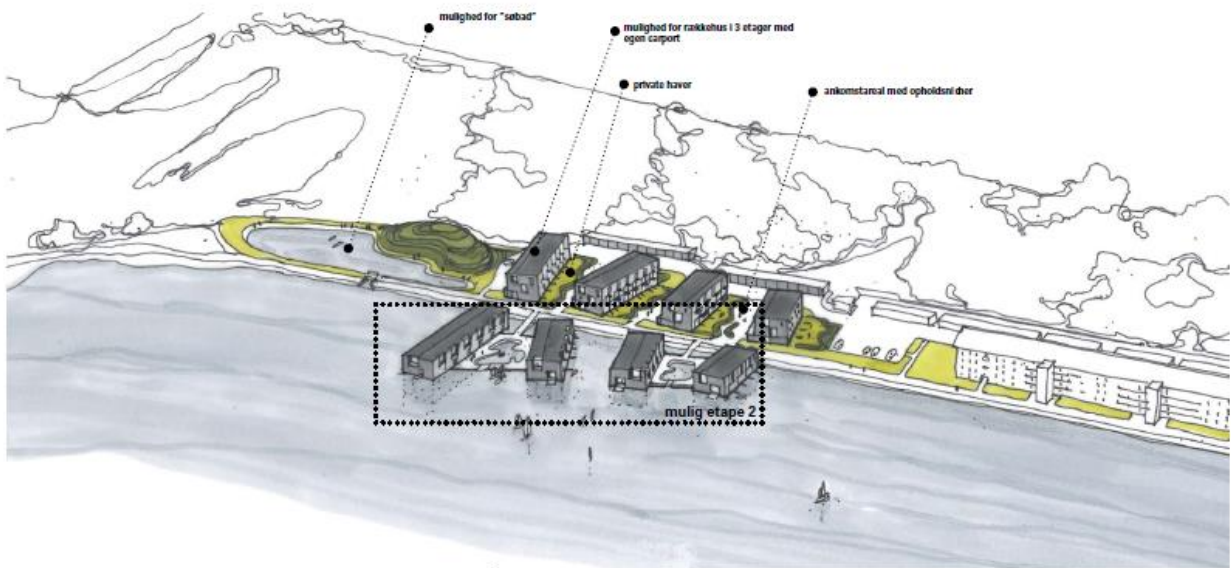 mulighed for "søbad"
mulighed for rækkehus i 3 etager med
egen carport
private haver
ankomstareal med opholdsnicher
mulig etape 2